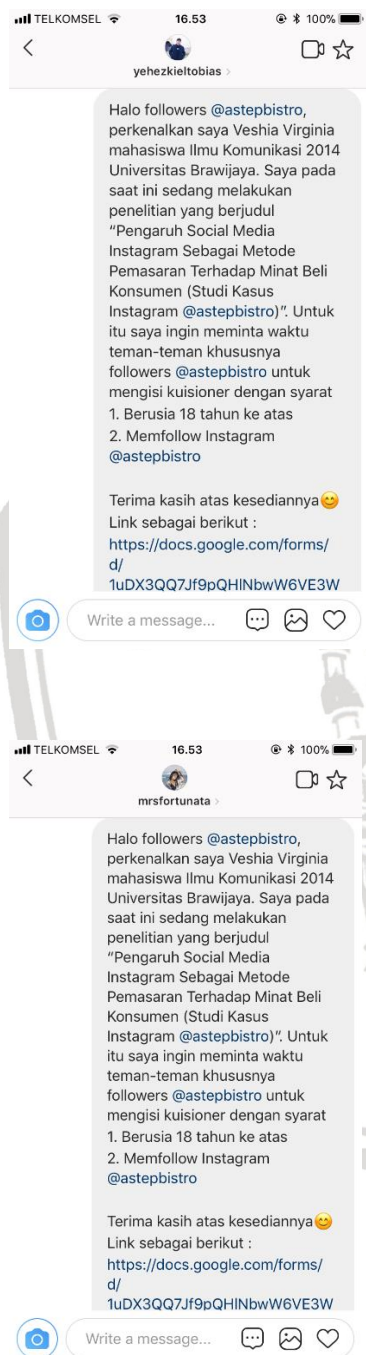 TELKOMSEL 16.53 100%
yehezkieltobias
Halo followers @astepbistro,
perkenalkan saya Veshia Virginia
mahasiswa Ilmu Komunikasi 2014
Universitas Brawijaya. Saya pada
saat ini sedang melakukan
penelitian yang berjudul
“Pengaruh Social Media
Instagram Sebagai Metode
Pemasaran Terhadap Minat Beli
Konsumen (Studi Kasus
Instagram @astepbistro)”. Untuk
itu saya ingin meminta waktu
teman-teman khususnya
followers @astepbistro untuk
mengisi kuisioner dengan syarat
1. Berusia 18 tahun ke atas
2. Memfollow Instagram
@astepbistro
Terima kasih atas kesediannya😊
Link sebagai berikut :
https://docs.google.com/forms/
d/
1uDX3QQ7Jf9pQHlNbwW6VE3W
Write a message...
TELKOMSEL 16.53 100%
mrsfortunata
Halo followers @astepbistro,
perkenalkan saya Veshia Virginia
mahasiswa Ilmu Komunikasi 2014
Universitas Brawijaya. Saya pada
saat ini sedang melakukan
penelitian yang berjudul
“Pengaruh Social Media
Instagram Sebagai Metode
Pemasaran Terhadap Minat Beli
Konsumen (Studi Kasus
Instagram @astepbistro)”. Untuk
itu saya ingin meminta waktu
teman-teman khususnya
followers @astepbistro untuk
mengisi kuisioner dengan syarat
1. Berusia 18 tahun ke atas
2. Memfollow Instagram
@astepbistro
Terima kasih atas kesediannya😊
Link sebagai berikut :
https://docs.google.com/forms/
d/
1uDX3QQ7Jf9pQHlNbwW6VE3W
Write a message...